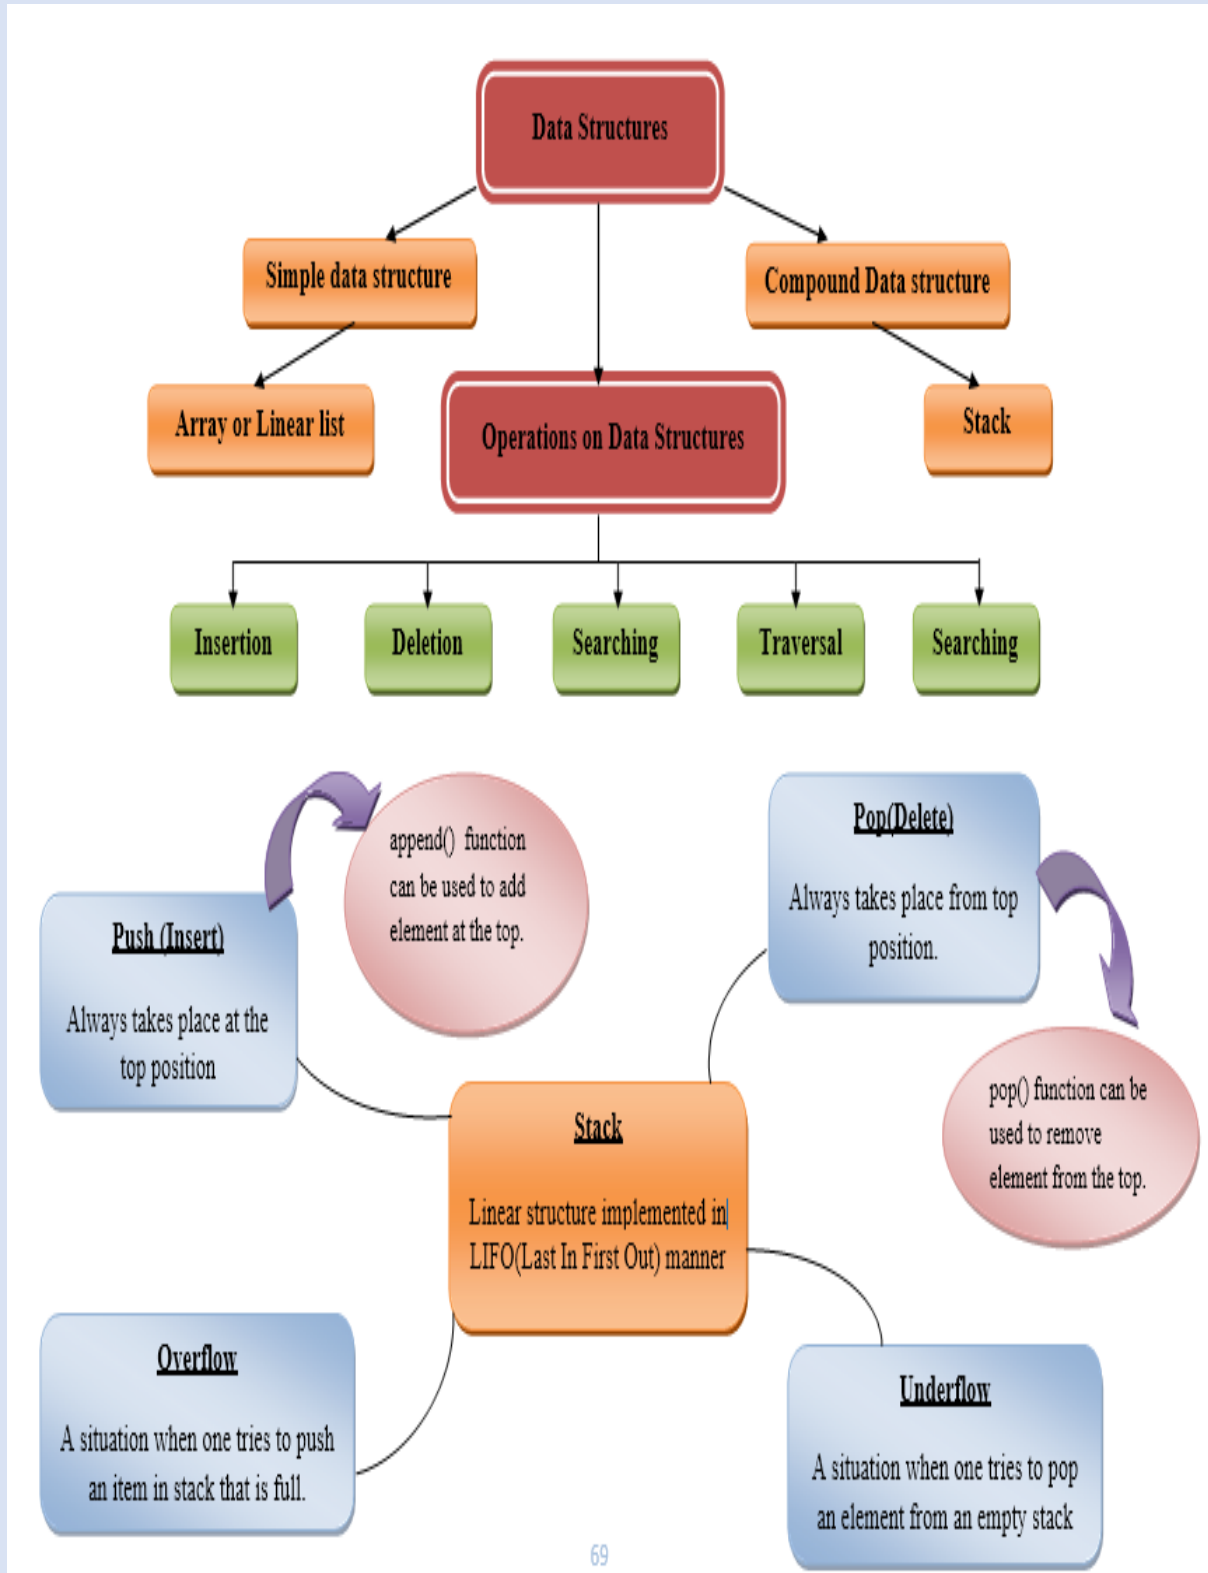 Data Structures
Simple data structure
Compound Data structure
Array or Linear list
Operations on Data Structures
Stack
Insertion
Deletion
Searching
Traversal
Searching
append() function
can be used to add
element at the top.
Pop(Delete)
Always takes place from top
position.
Push (Insert)
Always takes place at the
top position
pop() function can be
used to remove
element from the top.
Stack
Linear structure implemented in
LIFO(Last In First Out) manner
Overflow
A situation when one tries to push
an item in stack that is full.
Underflow
A situation when one tries to pop
an element from an empty stack
69